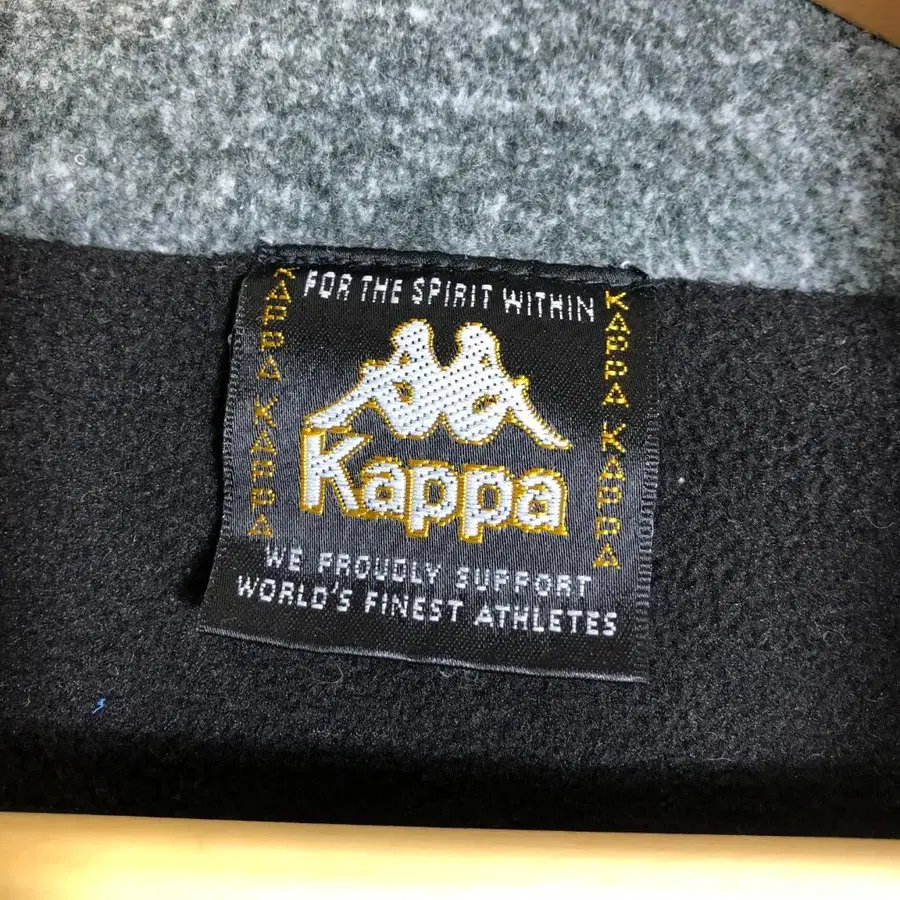 FOR THE SPIRIT WITHIN
KAPPA KAPPA
KAPPA KAPPA
Kappa
WE PROUDLY SUPPORT
WORLD'S FINEST ATHLETES